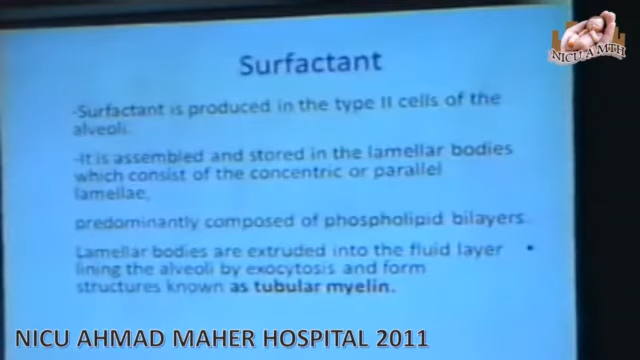 NICU A MTH
Surfactant
-Surfactant is produced in the type II cells of the
alveoli.
-It is assembled and stored in the lamellar bodies
which consist of the concentric or parallel
lamellae,
predominantly composed of phospholipid bilayers.
Lamellar bodies are extruded into the fluid layer •
lining the alveoli by exocytosis and form
structures known as tubular myelin.
NICU AHMAD MAHER HOSPITAL 2011